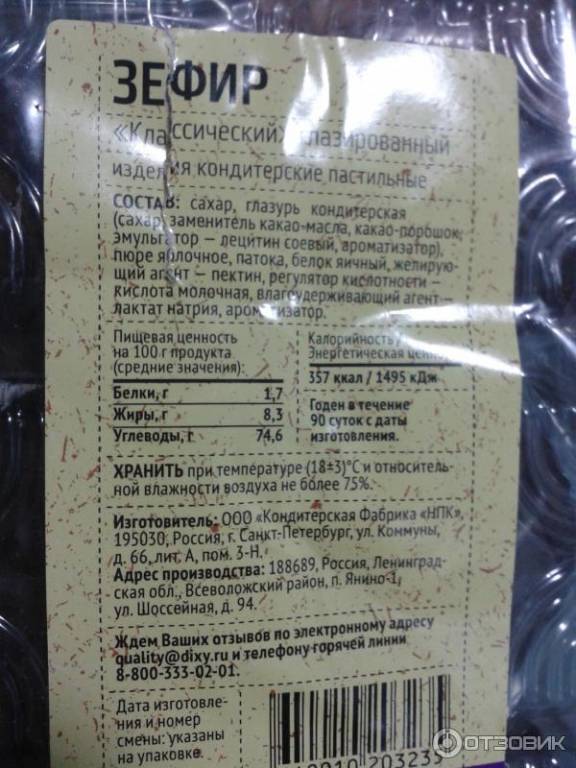 ЗЕФИР
«Классический» глазированный
изделия кондитерские пастильные
СОСТАВ: сахар, глазурь кондитерская
(сахар, заменитель какао-масла, какао-порошок,
эмульгатор – лецитин соевый, ароматизатор),
пюре яблочное, патока, белок яичный, желирую-
щий агент – пектин, регулятор кислотности –
кислота молочная, влагоудерживающий агент –
лактат натрия, ароматизатор.
Пищевая ценность
на 100 г продукта
(средние значения):
Белки, г 1,7
Жиры, г 8,3
Углеводы, г 74,6
Калорийность /
Энергетическая
357 ккал / 1495 кДж
Годен в течение
90 суток с даты
изготовления.
ХРАНИТЬ при температуре (18±3)°С и относитель-
ной влажности воздуха не более 75%.
Изготовитель: ООО «Кондитерская Фабрика «НПК»,
195030, Россия, г. Санкт-Петербург, ул. Коммуны,
д. 66, лит. А, пом. 3-Н.
Адрес производства: 188689, Россия, Ленинград-
ская обл., Всеволожский район, п. Янино-1,
ул. Шоссейная, д. 94.
Ждем Ваших отзывов по электронному адресу
quality@dixy.ru и телефону горячей линии
8-800-333-02-01.
Дата изготовле-
ния и номер
смены: указаны
на упаковке.
203235
ОТЗОВИК